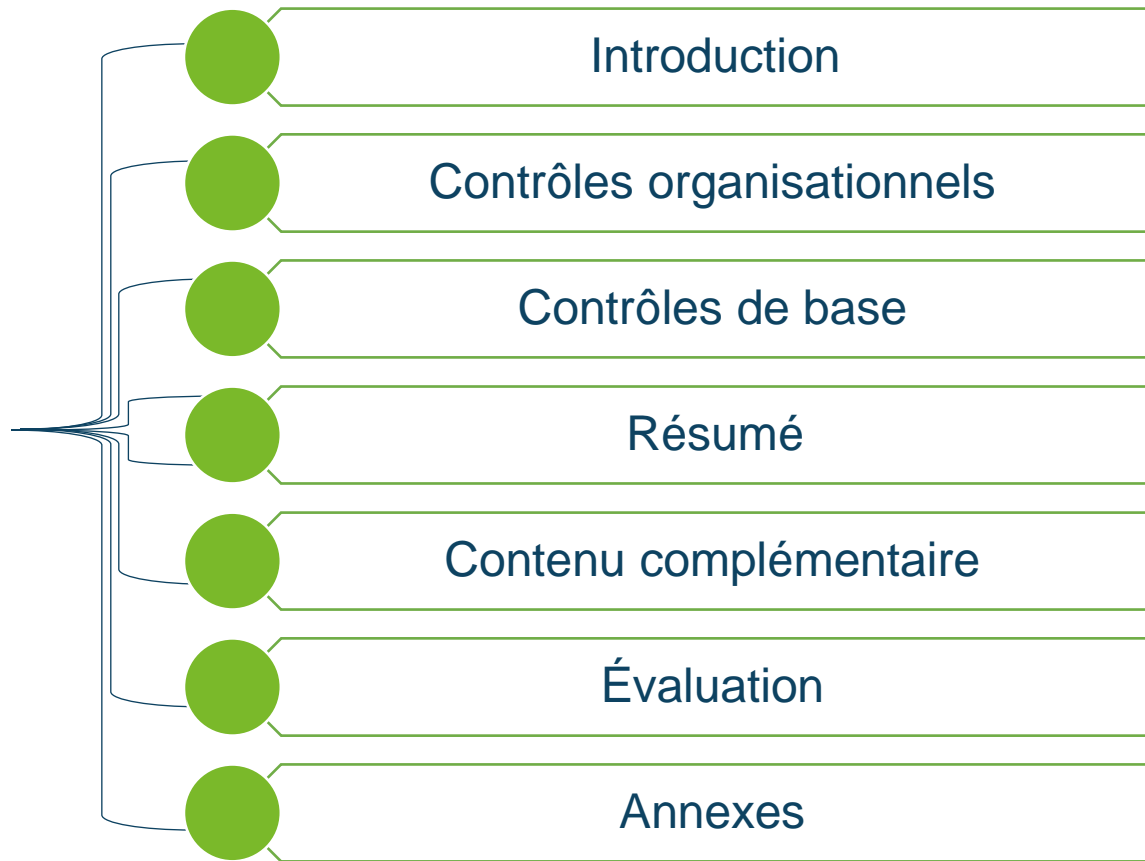 Introduction
Contrôles organisationnels
Contrôles de base
Résumé
Contenu complémentaire
Évaluation
Annexes